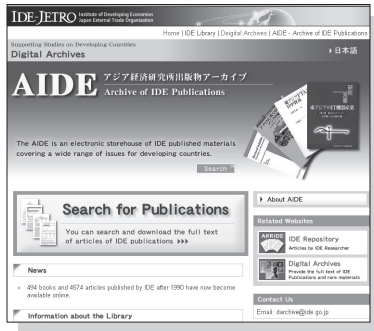 IDE-JETRO Institute of Developing Economies
Japan External Trade Organization
Home | IDE Library | Deigital Archives | AIDE - Archive of IDE Publications
Supporting Studies on Developing Countries
Digital Archives
日本語
AIDE アジア経済研究所出版物アーカイブ
Archive of IDE Publications
The AIDE is an electronic storehouse of IDE published materials
covering a wide range of issues for developing countries.
Search
Search for Publications
You can search and download the full text
of articles of IDE publications
News
494 books and 4574 articles published by IDE after 1990 have now become
available online.
Information about the Library
About AIDE
Related Websites
ARRIDE
IDE Repository
Articles by IDE Researcher
Digital Archives
Provide the full text of IDE
Publications and rare materials
Contact Us
Email: darchive@ide.go.jp